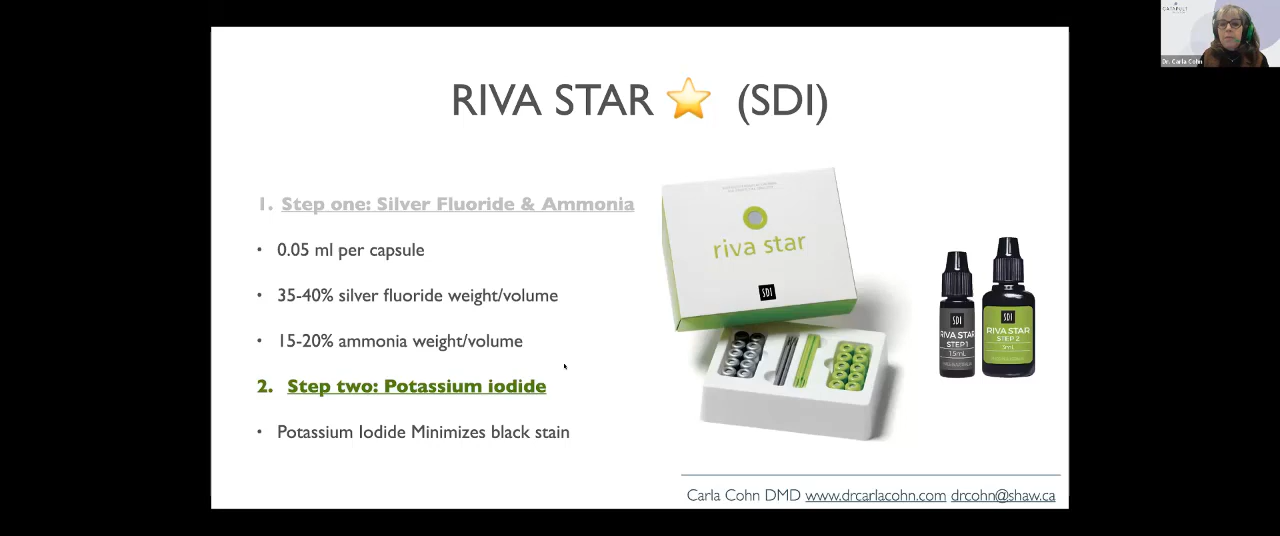 CATAPULT
Dr. Carla Cohn
RIVA STAR ⭐ (SDI)
1. Step one: Silver Fluoride & Ammonia
• 0.05 ml per capsule
• 35-40% silver fluoride weight/volume
• 15-20% ammonia weight/volume
2. Step two: Potassium iodide
• Potassium Iodide Minimizes black stain
riva star
SDI
SDI
RIVA STAR
STEP 1
1.5mL
SDI
RIVA STAR
STEP 2
3mL
Carla Cohn DMD www.drcarlacohn.com drcohn@shaw.ca